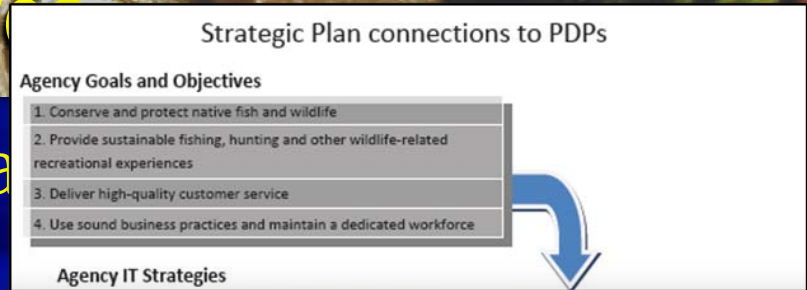 Strategic Plan connections to PDPs
Agency Goals and Objectives
1. Conserve and protect native fish and wildlife
2. Provide sustainable fishing, hunting and other wildlife-related
recreational experiences
3. Deliver high-quality customer service
4. Use sound business practices and maintain a dedicated workforce
Agency IT Strategies